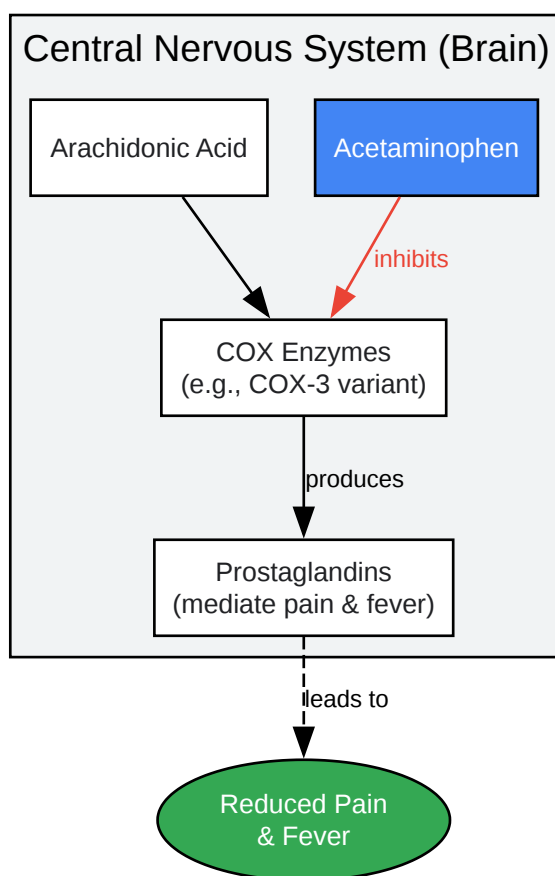 Central Nervous System (Brain)
Arachidonic Acid
Acetaminophen
inhibits
COX Enzymes
(e.g., COX-3 variant)
produces
Prostaglandins
(mediate pain & fever)
leads to
Reduced Pain
& Fever